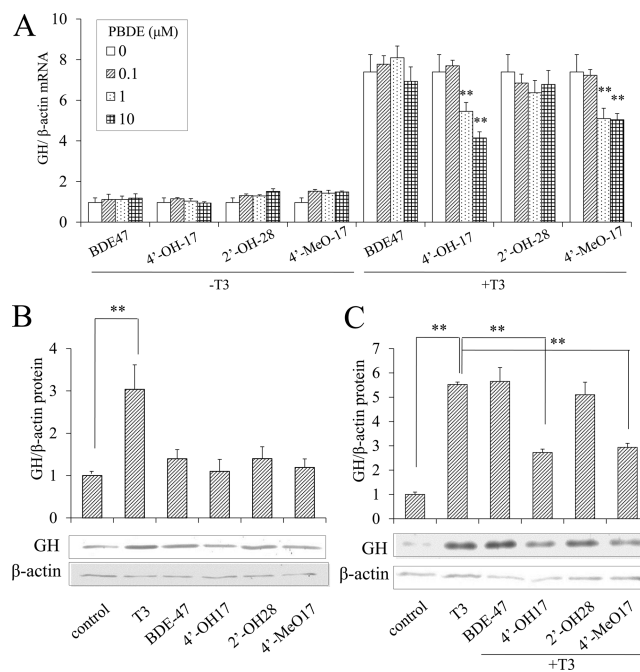 A
PBDE (μM)
0
0.1
1
10
GH/ β-actin mRNA
10
8
6
4
2
0
** ** ** **
BDE47 4’-OH-17 2’-OH-28 4’-MeO-17 BDE47 4’-OH-17 2’-OH-28 4’-MeO-17
-T3 +T3
B
**
GH/β-actin protein
4
3
2
1
0
GH
β-actin
control T3 BDE-47 4’-OH17 2’-OH28 4’-MeO17
C
** ** **
GH/β-actin protein
7
6
5
4
3
2
1
0
GH
β-actin
control T3 BDE-47 4’-OH17 2’-OH28 4’-MeO17
+T3